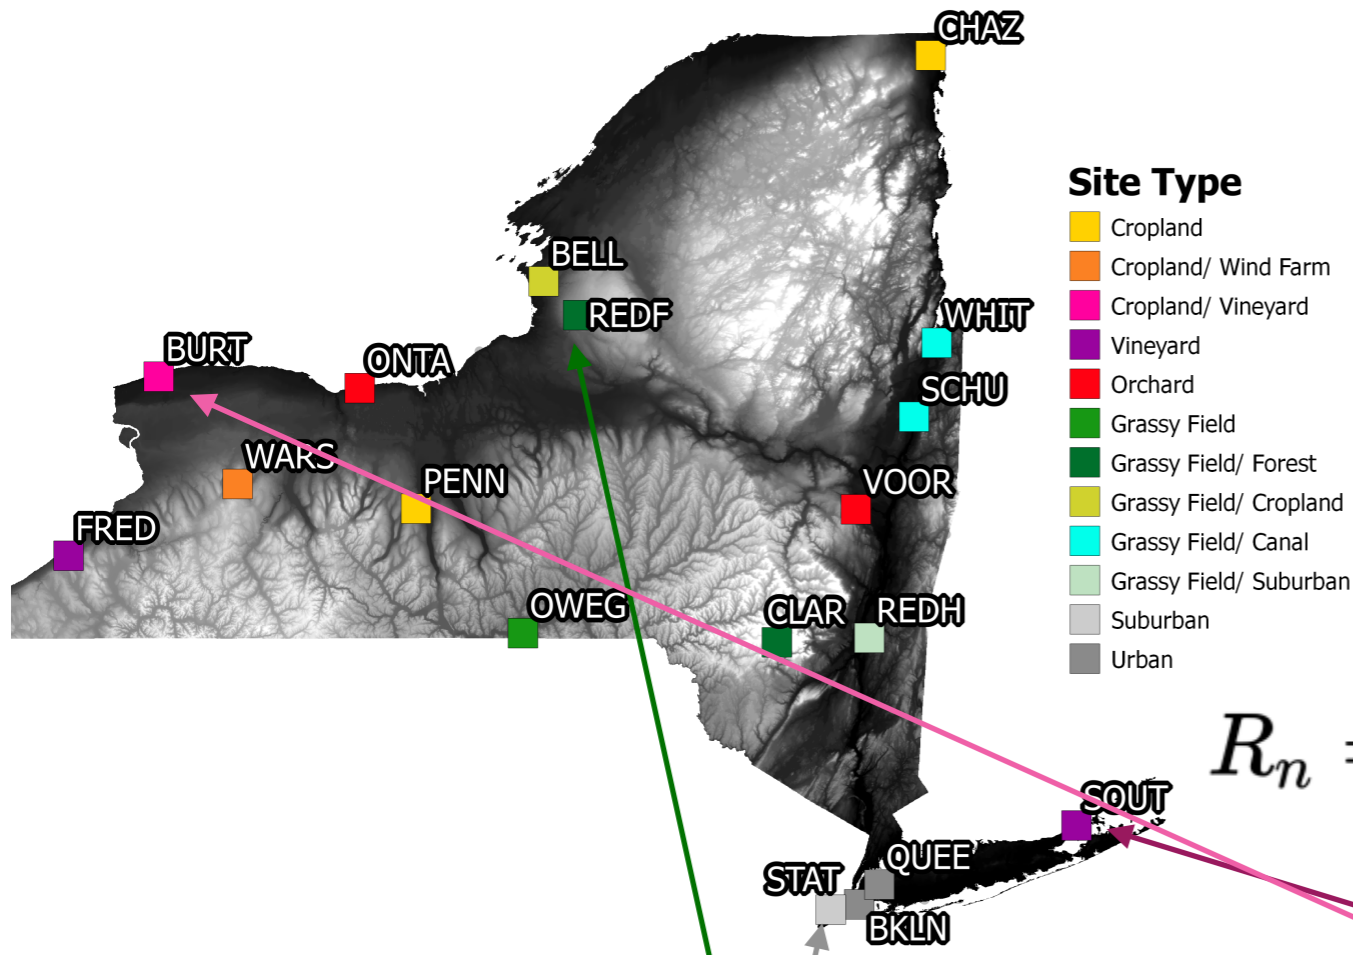 CHAZ
BELL
REDF
WHIT
BURT
ONTA
SCHU
WARS
PENN
VOOR
FRED
OWEG
CLAR
REDH
SOUT
QUEE
STAT
BKLN
Site Type
Cropland
Cropland/ Wind Farm
Cropland/ Vineyard
Vineyard
Orchard
Grassy Field
Grassy Field/ Forest
Grassy Field/ Cropland
Grassy Field/ Canal
Grassy Field/ Suburban
Suburban
Urban
Rₙ =